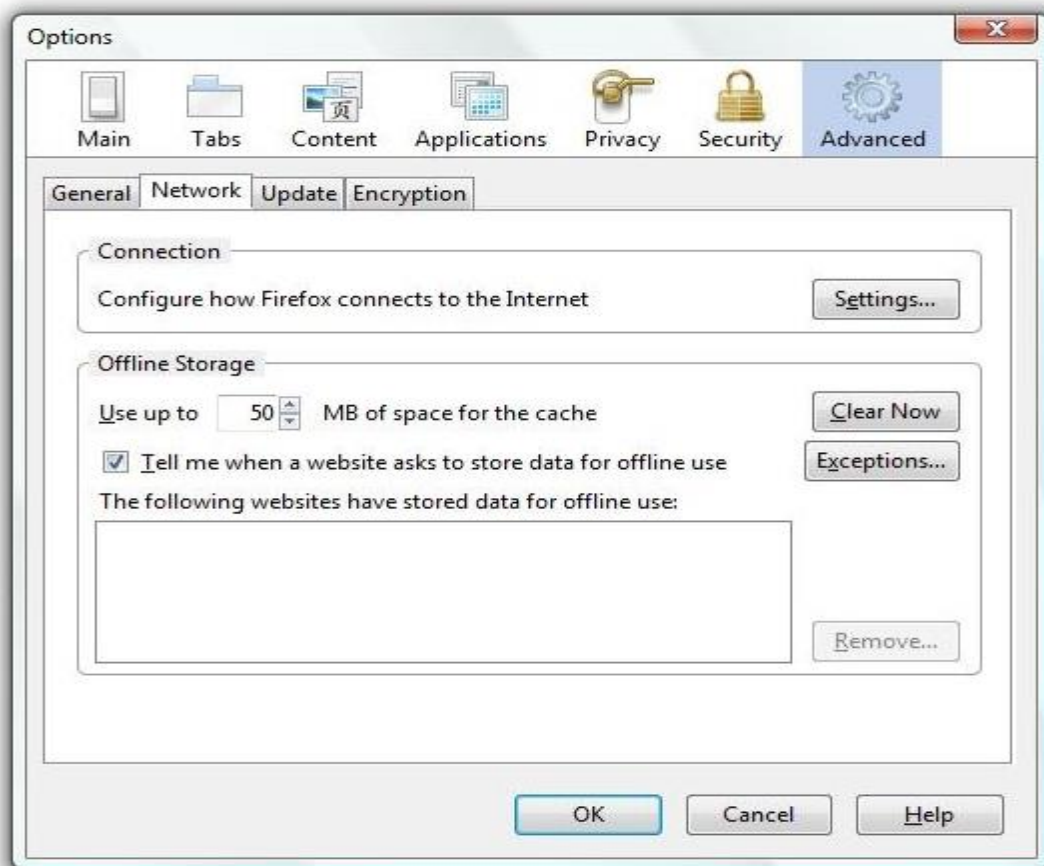 Options
Main Tabs Content Applications Privacy Security Advanced
General Network Update Encryption
Connection
Configure how Firefox connects to the Internet Settings...
Offline Storage
Use up to 50 MB of space for the cache Clear Now
Tell me when a website asks to store data for offline use Exceptions...
The following websites have stored data for offline use:
Remove...
OK Cancel Help
页